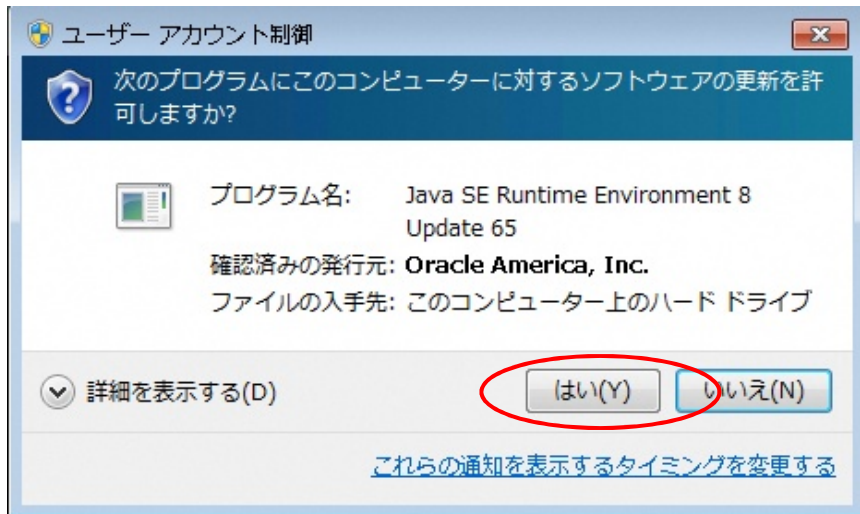 ユーザー アカウント制御
次のプログラムにこのコンピューターに対するソフトウェアの更新を許
可しますか?
プログラム名: Java SE Runtime Environment 8
Update 65
確認済みの発行元: Oracle America, Inc.
ファイルの入手先: このコンピューター上のハード ドライブ
詳細を表示する(D) はい(Y) いいえ(N)
これらの通知を表示するタイミングを変更する